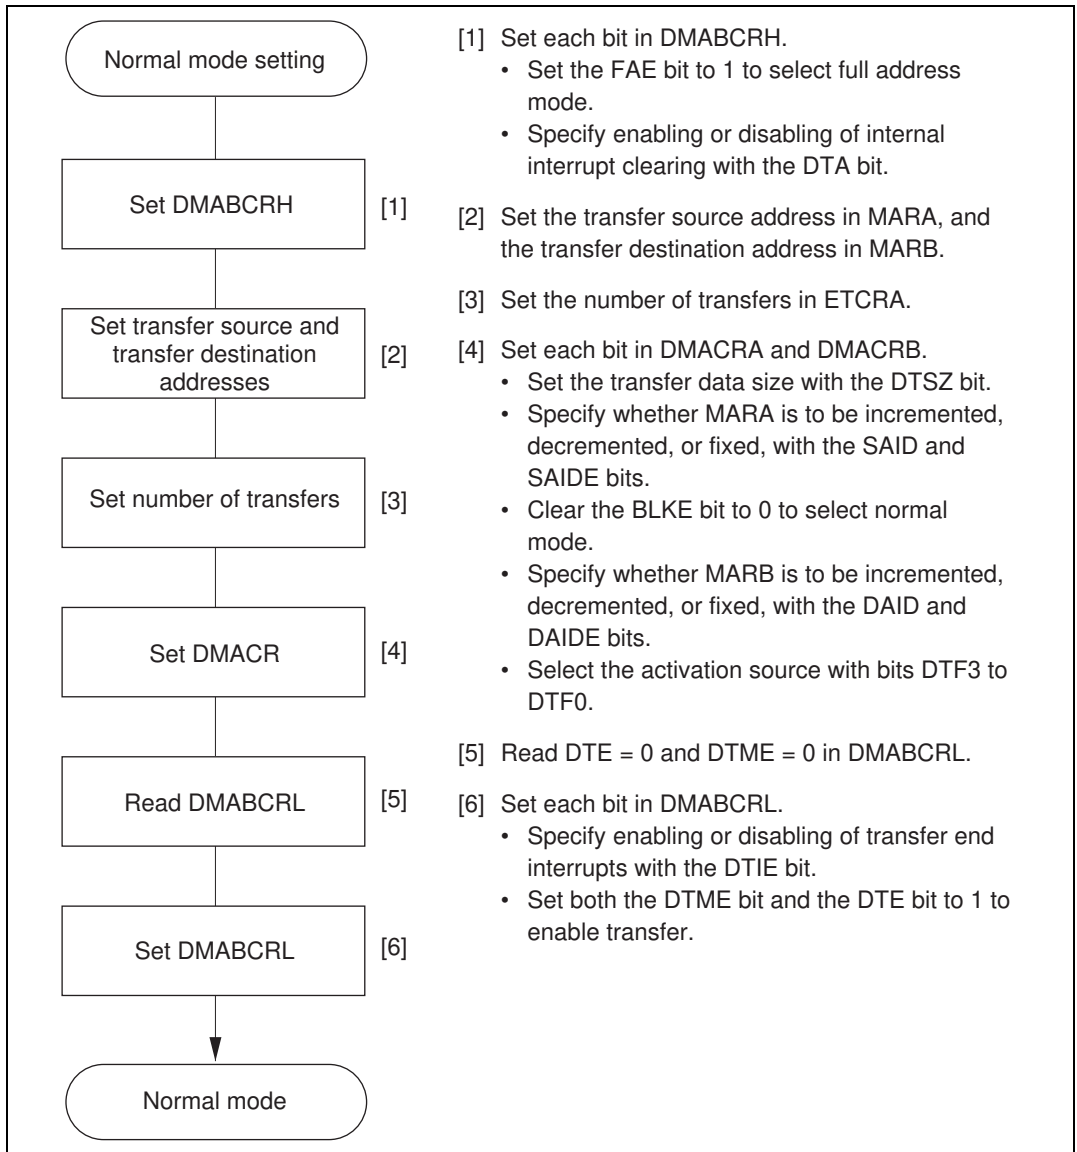 Normal mode setting
Set DMABCRH
[1]
Set transfer source and
transfer destination
addresses
[2]
Set number of transfers
[3]
Set DMACR
[4]
Read DMABCRL
[5]
Set DMABCRL
[6]
Normal mode
[1] Set each bit in DMABCRH.
• Set the FAE bit to 1 to select full address
mode.
• Specify enabling or disabling of internal
interrupt clearing with the DTA bit.
[2] Set the transfer source address in MARA, and
the transfer destination address in MARB.
[3] Set the number of transfers in ETCRA.
[4] Set each bit in DMACRA and DMACRB.
• Set the transfer data size with the DTSZ bit.
• Specify whether MARA is to be incremented,
decremented, or fixed, with the SAID and
SAIDE bits.
• Clear the BLKE bit to 0 to select normal
mode.
• Specify whether MARB is to be incremented,
decremented, or fixed, with the DAID and
DAIDE bits.
• Select the activation source with bits DTF3 to
DTF0.
[5] Read DTE = 0 and DTME = 0 in DMABCRL.
[6] Set each bit in DMABCRL.
• Specify enabling or disabling of transfer end
interrupts with the DTIE bit.
• Set both the DTME bit and the DTE bit to 1 to
enable transfer.